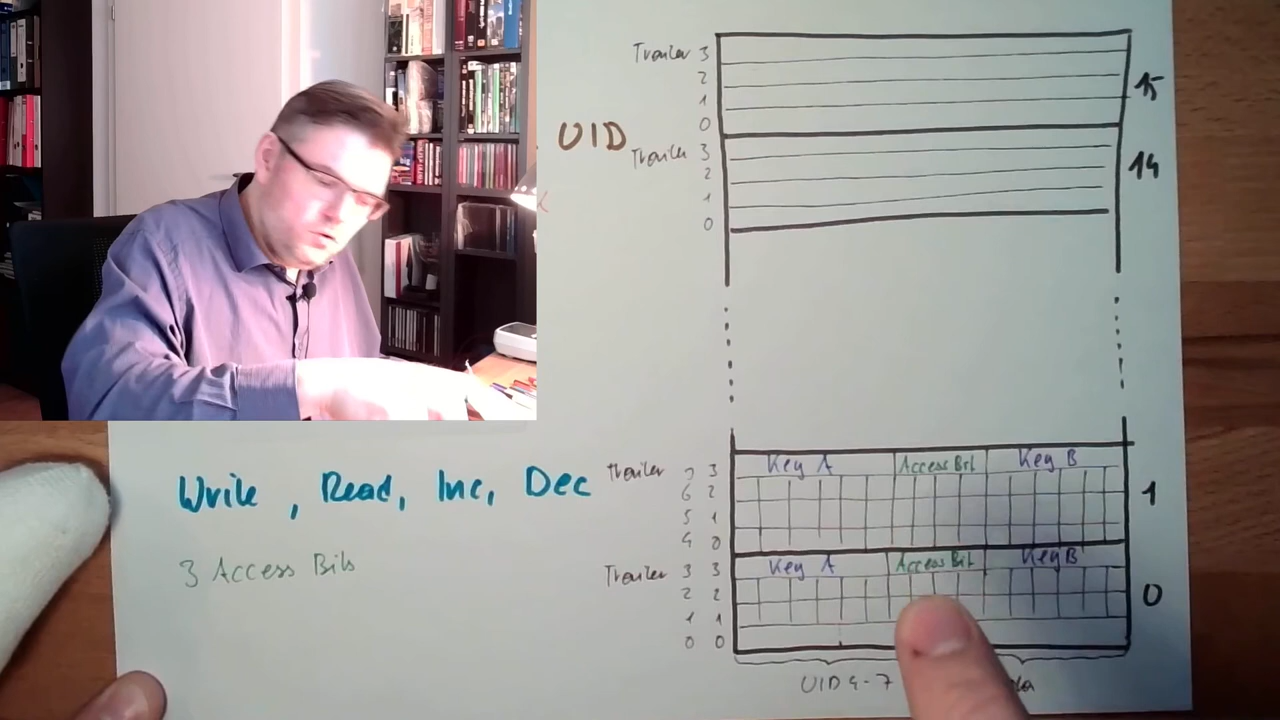 Trailer 3
2
1
0
15
UID
Trailer 3
2
1
0
14
Write, Read, Inc, Dec
3 Access Bits
Trailer 7 3 Key A Access Bit Key B
6 2
5 1
4 0
1
Trailer 3 3 Key A Access Bit Key B
2 2
1 1
0 0
0
UID 4-7